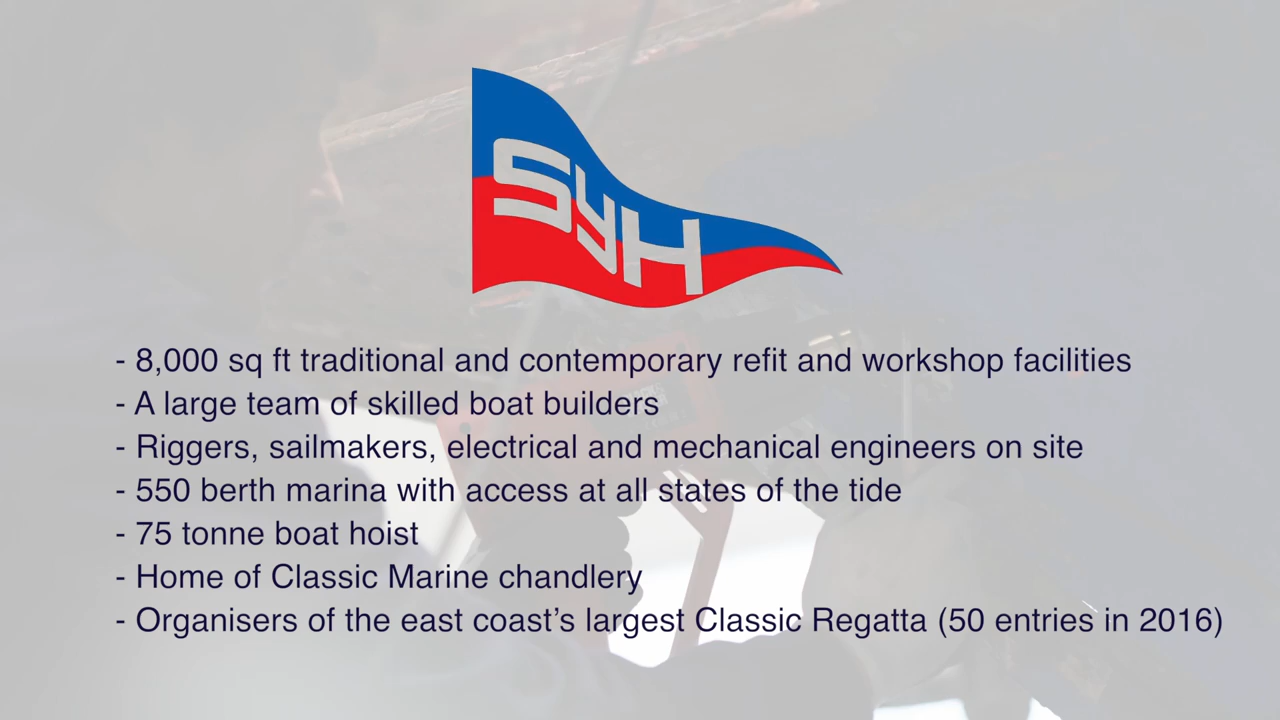 SYH
- 8,000 sq ft traditional and contemporary refit and workshop facilities
- A large team of skilled boat builders
- Riggers, sailmakers, electrical and mechanical engineers on site
- 550 berth marina with access at all states of the tide
- 75 tonne boat hoist
- Home of Classic Marine chandlery
- Organisers of the east coast’s largest Classic Regatta (50 entries in 2016)